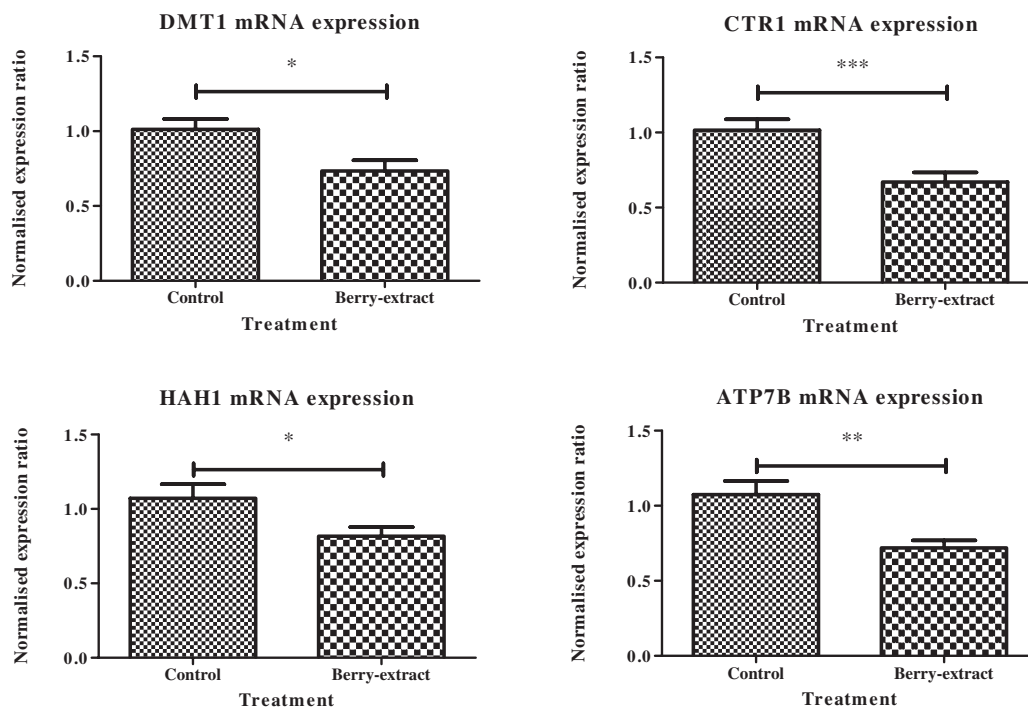 DMT1 mRNA expression
Normalised expression ratio
1.5
1.0
0.5
0.0
*
Control
Berry-extract
Treatment
CTR1 mRNA expression
Normalised expression ratio
1.5
1.0
0.5
0.0
***
Control
Berry-extract
Treatment
HAH1 mRNA expression
Normalised expression ratio
1.5
1.0
0.5
0.0
*
Control
Berry-extract
Treatment
ATP7B mRNA expression
Normalised expression ratio
1.5
1.0
0.5
0.0
**
Control
Berry-extract
Treatment